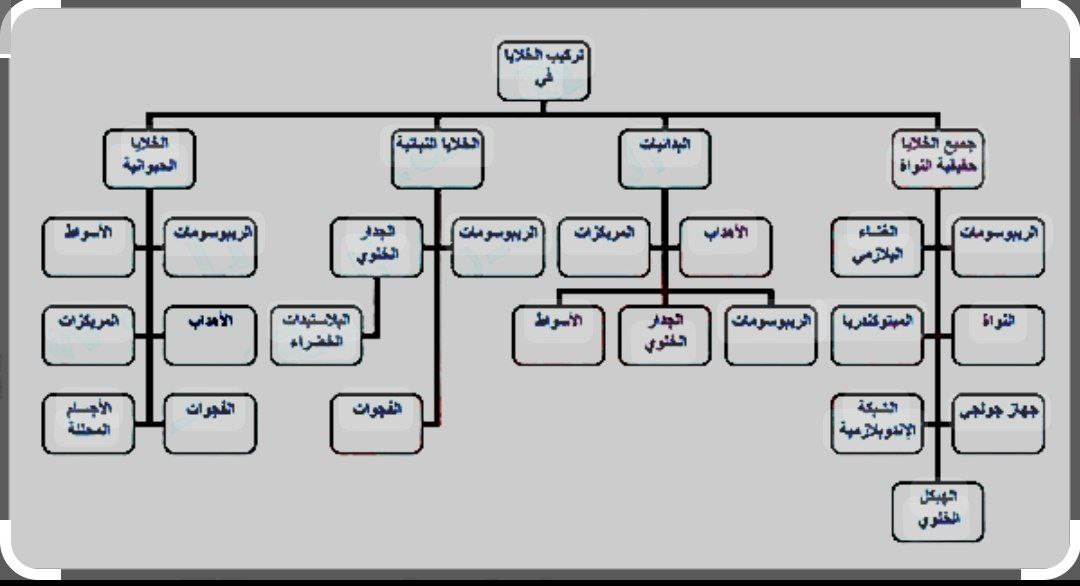 تركيب الخلايا
في
جميع الخلايا
حقيقية النواة
البدائيات
الخلايا النباتية
الخلايا
الحيوانية
الريبوسومات
الغشاء
البلازمي
الأهداب
المريكزات
الريبوسومات
الجدار
الخلوي
الريبوسومات
الأسواط
النواة
الميتوكندريا
الريبوسومات
الجدار
الخلوي
الأسواط
البلاستيدات
الخضراء
الأهداب
المريكزات
جهاز جولجي
الشبكة
الإندوبلازمية
الفجوات
الفجوات
الأجسام
المحللة
الهيكل
الخلوي